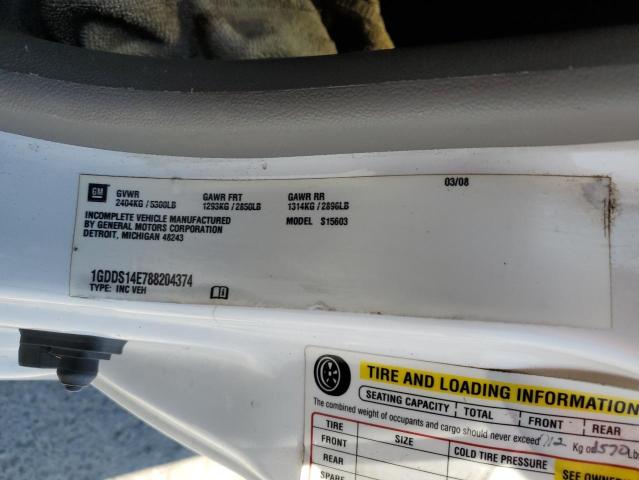 03/08
GM GVWR GAWR FRT GAWR RR
2404KG / 5300LB 1293KG / 2850LB 1314KG / 2896LB
INCOMPLETE VEHICLE MANUFACTURED MODEL S15603
BY GENERAL MOTORS CORPORATION
DETROIT, MICHIGAN 48243
1GDDS14E788204374
TYPE: INC VEH
TIRE AND LOADING INFORMATION
SEATING CAPACITY TOTAL FRONT REAR
The combined weight of occupants and cargo should never exceed 712 Kg or 1570 Lbs
TIRE SIZE COLD TIRE PRESSURE
FRONT SEE OWNER
REAR
SPARE